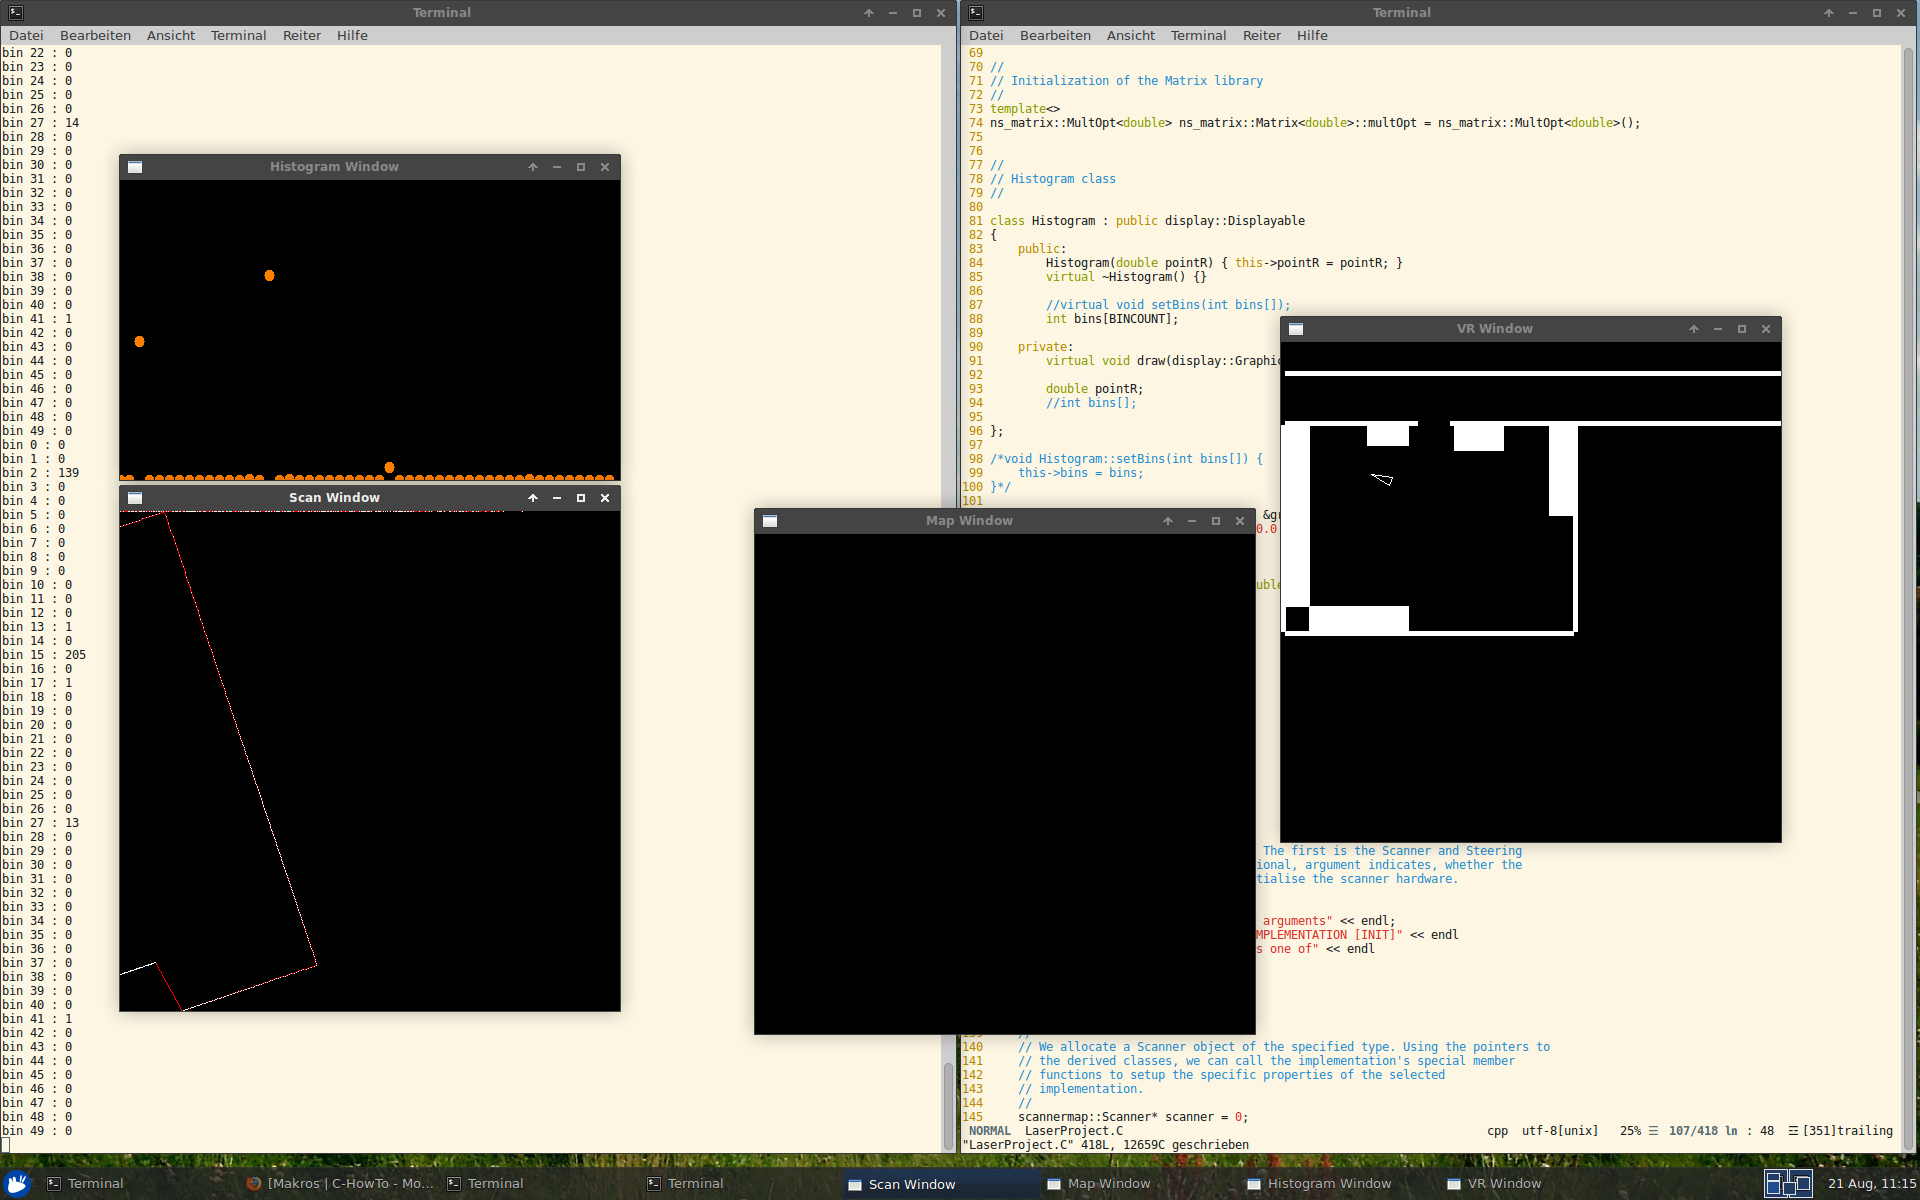 Terminal
Datei Bearbeiten Ansicht Terminal Reiter Hilfe
bin 22 : 0
bin 23 : 0
bin 24 : 0
bin 25 : 0
bin 26 : 0
bin 27 : 14
bin 28 : 0
bin 29 : 0
bin 30 : 0
bin 31 : 0
bin 32 : 0
bin 33 : 0
bin 34 : 0
bin 35 : 0
bin 36 : 0
bin 37 : 0
bin 38 : 0
bin 39 : 0
bin 40 : 0
bin 41 : 1
bin 42 : 0
bin 43 : 0
bin 44 : 0
bin 45 : 0
bin 46 : 0
bin 47 : 0
bin 48 : 0
bin 49 : 0
bin 0 : 0
bin 1 : 0
bin 2 : 139
bin 3 : 0
bin 4 : 0
bin 5 : 0
bin 6 : 0
bin 7 : 0
bin 8 : 0
bin 9 : 0
bin 10 : 0
bin 11 : 0
bin 12 : 0
bin 13 : 1
bin 14 : 0
bin 15 : 205
bin 16 : 0
bin 17 : 1
bin 18 : 0
bin 19 : 0
bin 20 : 0
bin 21 : 0
bin 22 : 0
bin 23 : 0
bin 24 : 0
bin 25 : 0
bin 26 : 0
bin 27 : 13
bin 28 : 0
bin 29 : 0
bin 30 : 0
bin 31 : 0
bin 32 : 0
bin 33 : 0
bin 34 : 0
bin 35 : 0
bin 36 : 0
bin 37 : 0
bin 38 : 0
bin 39 : 0
bin 40 : 0
bin 41 : 1
bin 42 : 0
bin 43 : 0
bin 44 : 0
bin 45 : 0
bin 46 : 0
bin 47 : 0
bin 48 : 0
bin 49 : 0
Histogram Window
Scan Window
Terminal
Datei Bearbeiten Ansicht Terminal Reiter Hilfe
69
70 //
71 // Initialization of the Matrix library
72 //
73 template<>
74 ns_matrix::MultOpt<double> ns_matrix::Matrix<double>::multOpt = ns_matrix::MultOpt<double>();
75
76
77 //
78 // Histogram class
79 //
80
81 class Histogram : public display::Displayable
82 {
83     public:
84         Histogram(double pointR) { this->pointR = pointR; }
85         virtual ~Histogram() {}
86
87         //virtual void setBins(int bins[]);
88         int bins[BINCOUNT];
89
90     private:
91         virtual void draw(display::Graphic
92
93         double pointR;
94         //int bins[];
95
96 };
97
98 /*void Histogram::setBins(int bins[]) {
99     this->bins = bins;
100 }*/
101
&gr
0.0
uble
Map Window
VR Window
The first is the Scanner and Steering
ional, argument indicates, whether the
tialise the scanner hardware.
arguments" << endl;
MPLEMENTATION [INIT]" << endl
s one of" << endl
140     // We allocate a Scanner object of the specified type. Using the pointers to
141     // the derived classes, we can call the implementation's special member
142     // functions to setup the specific properties of the selected
143     // implementation.
144     //
145     scannermap::Scanner* scanner = 0;
NORMAL LaserProject.C cpp utf-8[unix] 25% ☰ 107/418 ln : 48 ☲ [351]trailing
"LaserProject.C" 418L, 12659C geschrieben
Terminal [Makros | C-HowTo - Mo... Terminal Terminal Scan Window Map Window Histogram Window VR Window 21 Aug, 11:15